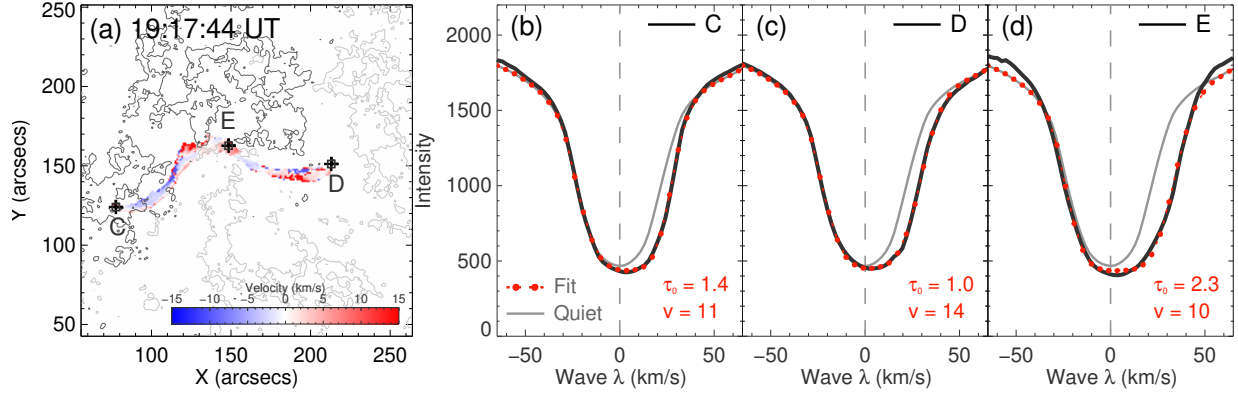 (a) 19:17:44 UT
250
200
150
100
50
Y (arcsecs)
E
D
C
Velocity (km/s)
−15 −10 −5 0 5 10 15
100 150 200 250
X (arcsecs)
(b) C
(c) D
(d) E
2000
1500
1000
500
0
Intensity
Fit
Quiet
τ₀ = 1.4
v = 11
τ₀ = 1.0
v = 14
τ₀ = 2.3
v = 10
−50 0 50
−50 0 50
−50 0 50
Wave λ (km/s)
Wave λ (km/s)
Wave λ (km/s)